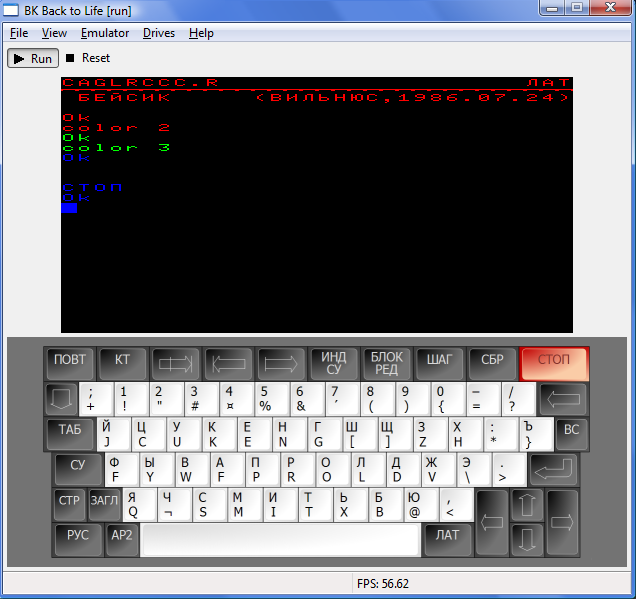 BK Back to Life [run]
File View Emulator Drives Help
Run Reset
CAGLRCCC.R ЛАТ
БЕЙСИК (ВИЛЬНЮС,1986.07.24)
Ok
color 2
Ok
color 3
Ok
СТОП
Ok
ПОВТ КТ ИНД СУ БЛОК РЕД ШАГ СБР СТОП
; + 1 ! 2 " 3 # 4 ¤ 5 % 6 & 7 ´ 8 ( 9 ) 0 { – = / ?
ТАБ Й J Ц C У U К K Е E Н N Г G Ш [ Щ ] З Z Х H : * Ъ } ВС
СУ Ф F Ы Y В W А A П P Р R О O Л L Д D Ж V Э \ . >
СТР ЗАГЛ Я Q Ч ¬ С S М M И I Т T Ь X Б B Ю @ , <
РУС АР2 ЛАТ
FPS: 56.62